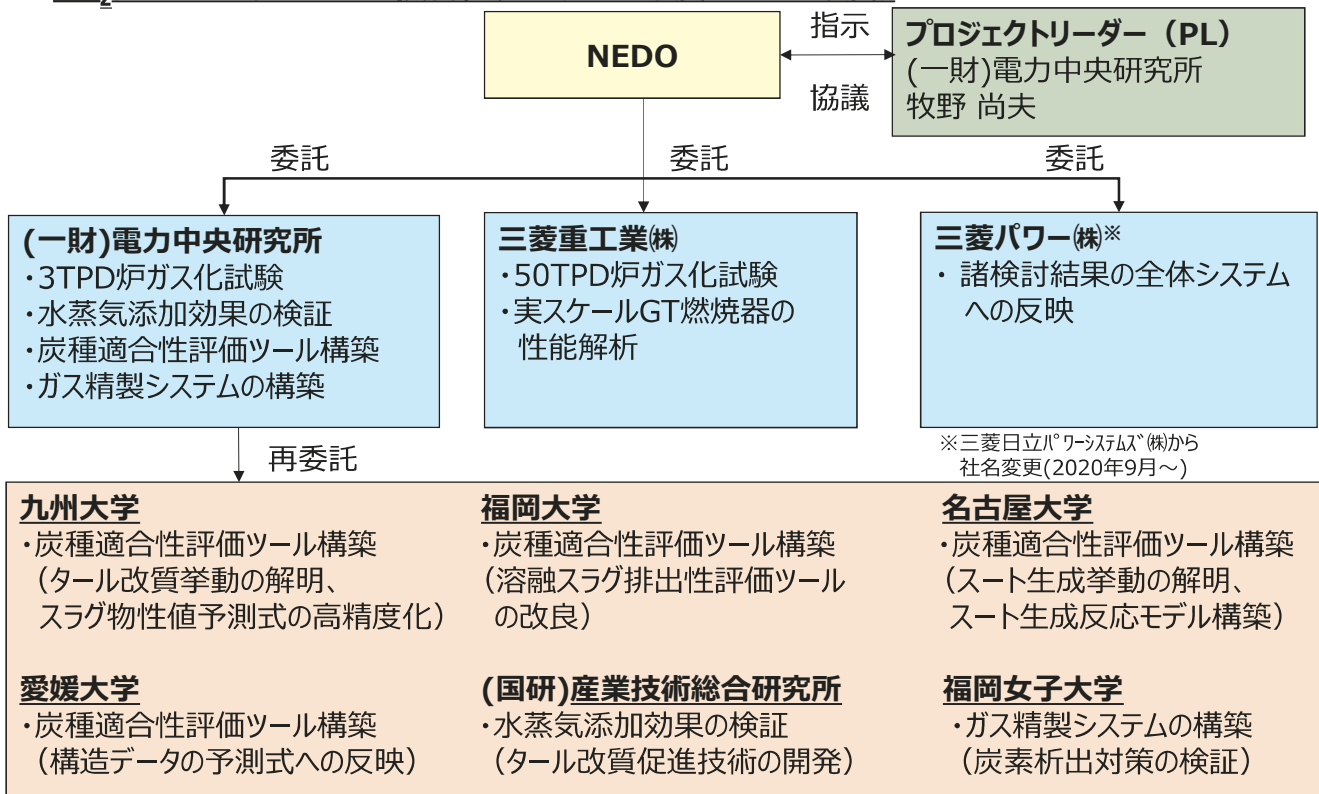 NEDO
指示
協議
プロジェクトリーダー（PL）
(一財)電力中央研究所
牧野 尚夫
委託
委託
委託
(一財)電力中央研究所
・3TPD炉ガス化試験
・水蒸気添加効果の検証
・炭種適合性評価ツール構築
・ガス精製システムの構築
三菱重工業㈱
・50TPD炉ガス化試験
・実スケールGT燃焼器の
性能解析
三菱パワー㈱※
・ 諸検討結果の全体システム
への反映
※三菱日立ﾊﾟﾜｰｼｽﾃﾑｽﾞ㈱から
社名変更(2020年9月～)
再委託
九州大学
・炭種適合性評価ツール構築
（タール改質挙動の解明、
スラグ物性値予測式の高精度化）
福岡大学
・炭種適合性評価ツール構築
（溶融スラグ排出性評価ツール
の改良）
名古屋大学
・炭種適合性評価ツール構築
（スート生成挙動の解明、
スート生成反応モデル構築）
愛媛大学
・炭種適合性評価ツール構築
（構造データの予測式への反映）
(国研)産業技術総合研究所
・水蒸気添加効果の検証
（タール改質促進技術の開発）
福岡女子大学
・ガス精製システムの構築
（炭素析出対策の検証）